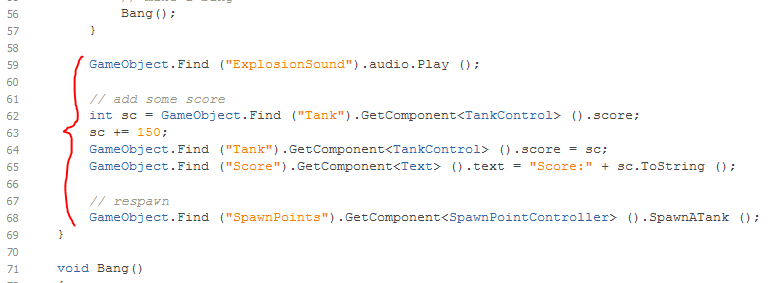 56 Bang();
57 }
58
59 GameObject.Find ("ExplosionSound").audio.Play ();
60
61 // add some score
62 int sc = GameObject.Find ("Tank").GetComponent<TankControl> ().score;
63 sc += 150;
64 GameObject.Find ("Tank").GetComponent<TankControl> ().score = sc;
65 GameObject.Find ("Score").GetComponent<Text> ().text = "Score:" + sc.ToString ();
66
67 // respawn
68 GameObject.Find ("SpawnPoints").GetComponent<SpawnPointController> ().SpawnATank ();
69 }
70
71 void Bang()